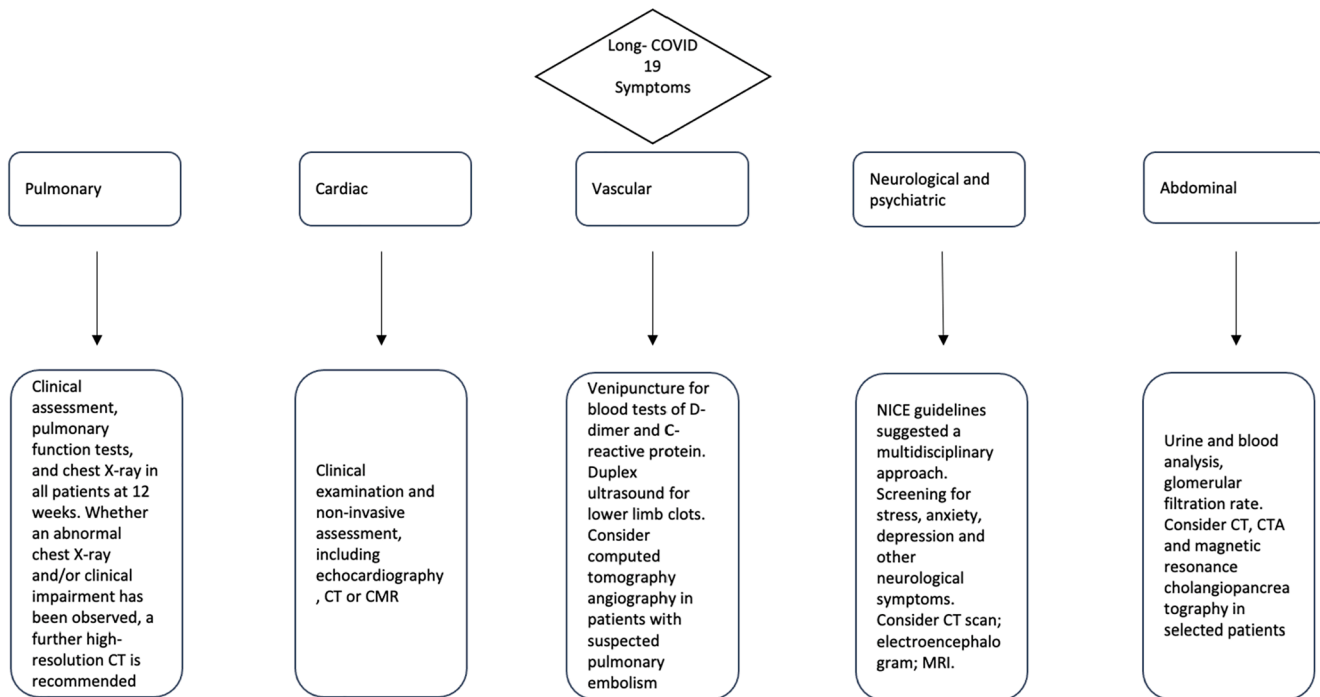 Long- COVID
19
Symptoms
Pulmonary
Cardiac
Vascular
Neurological and
psychiatric
Abdominal
Clinical
assessment,
pulmonary
function tests,
and chest X-ray in
all patients at 12
weeks. Whether
an abnormal
chest X-ray
and/or clinical
impairment has
been observed, a
further high-
resolution CT is
recommended
Clinical
examination and
non-invasive
assessment,
including
echocardiography
, CT or CMR
Venipuncture for
blood tests of D-
dimer and C-
reactive protein.
Duplex
ultrasound for
lower limb clots.
Consider
computed
tomography
angiography in
patients with
suspected
pulmonary
embolism
NICE guidelines
suggested a
multidisciplinary
approach.
Screening for
stress, anxiety,
depression and
other
neurological
symptoms.
Consider CT scan;
electroencephalo
gram; MRI.
Urine and blood
analysis,
glomerular
filtration rate.
Consider CT, CTA
and magnetic
resonance
cholangiopancrea
tography in
selected patients